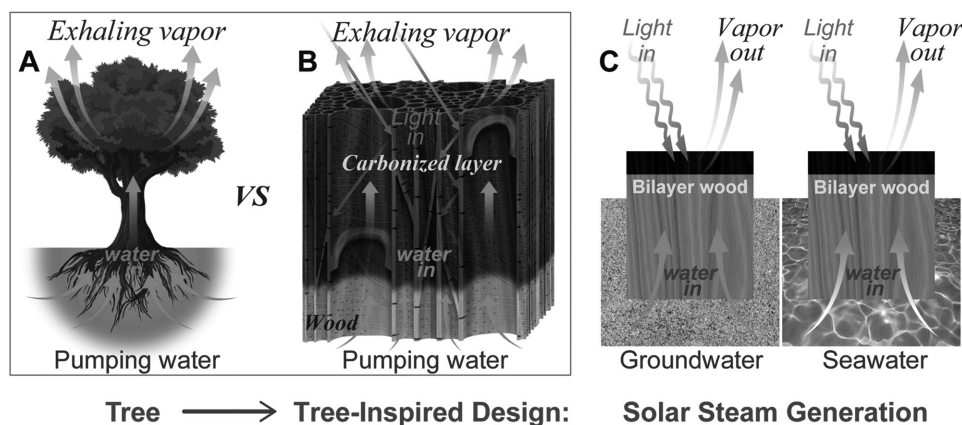 A
Exhaling vapor
water
Pumping water
VS
B
Exhaling vapor
Light
in
Carbonized layer
water
in
Wood
Pumping water
C
Light
in
Vapor
out
Bilayer wood
water
in
Groundwater
Light
in
Vapor
out
Bilayer wood
water
in
Seawater
Tree
Tree-Inspired Design:
Solar Steam Generation